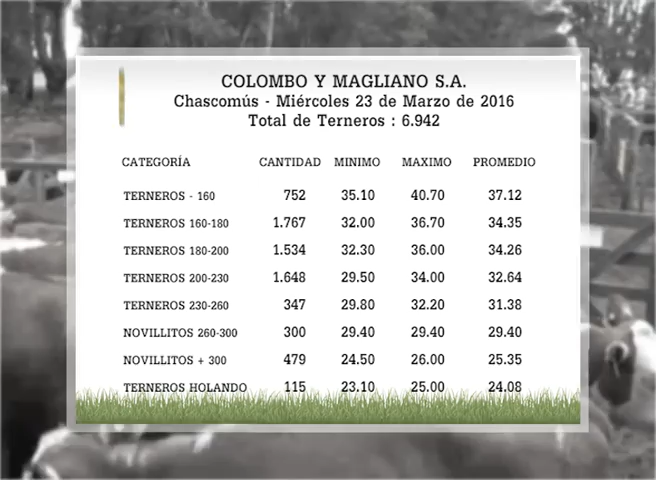 COLOMBO Y MAGLIANO S.A.
Chascomús - Miércoles 23 de Marzo de 2016
Total de Terneros : 6.942
CATEGORÍA CANTIDAD MINIMO MAXIMO PROMEDIO
TERNEROS - 160 752 35.10 40.70 37.12
TERNEROS 160-180 1.767 32.00 36.70 34.35
TERNEROS 180-200 1.534 32.30 36.00 34.26
TERNEROS 200-230 1.648 29.50 34.00 32.64
TERNEROS 230-260 347 29.80 32.20 31.38
NOVILLITOS 260-300 300 29.40 29.40 29.40
NOVILLITOS + 300 479 24.50 26.00 25.35
TERNEROS HOLANDO 115 23.10 25.00 24.08